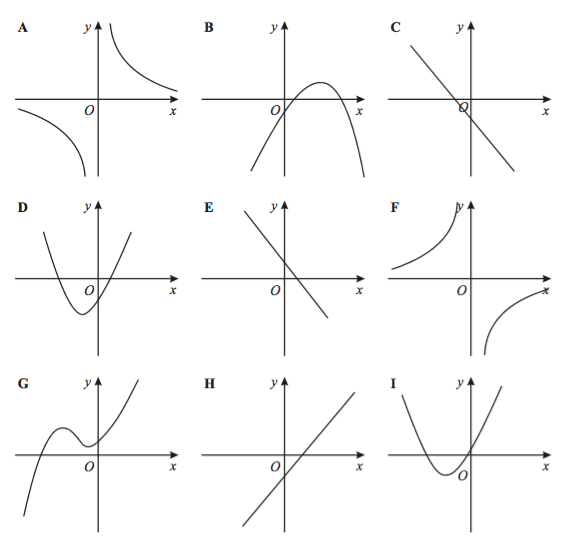 A y O x
B y O x
C y O x
D y O x
E y O x
F y O x
G y O x
H y O x
I y O x